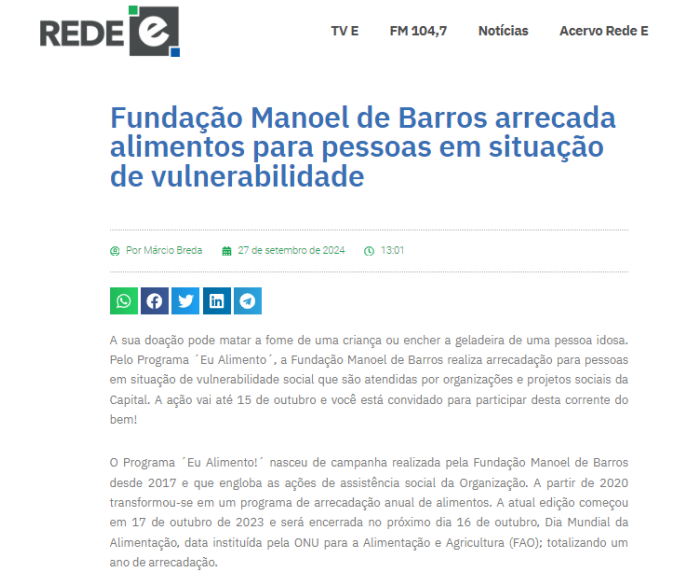 REDE e
TV E
FM 104,7
Notícias
Acervo Rede E
Fundação Manoel de Barros arrecada
alimentos para pessoas em situação
de vulnerabilidade
Por Márcio Breda
27 de setembro de 2024
13:01
A sua doação pode matar a fome de uma criança ou encher a geladeira de uma pessoa idosa.
Pelo Programa ´Eu Alimento´, a Fundação Manoel de Barros realiza arrecadação para pessoas
em situação de vulnerabilidade social que são atendidas por organizações e projetos sociais da
Capital. A ação vai até 15 de outubro e você está convidado para participar desta corrente do
bem!
O Programa ´Eu Alimento!´ nasceu de campanha realizada pela Fundação Manoel de Barros
desde 2017 e que engloba as ações de assistência social da Organização. A partir de 2020
transformou-se em um programa de arrecadação anual de alimentos. A atual edição começou
em 17 de outubro de 2023 e será encerrada no próximo dia 16 de outubro, Dia Mundial da
Alimentação, data instituída pela ONU para a Alimentação e Agricultura (FAO); totalizando um
ano de arrecadação.